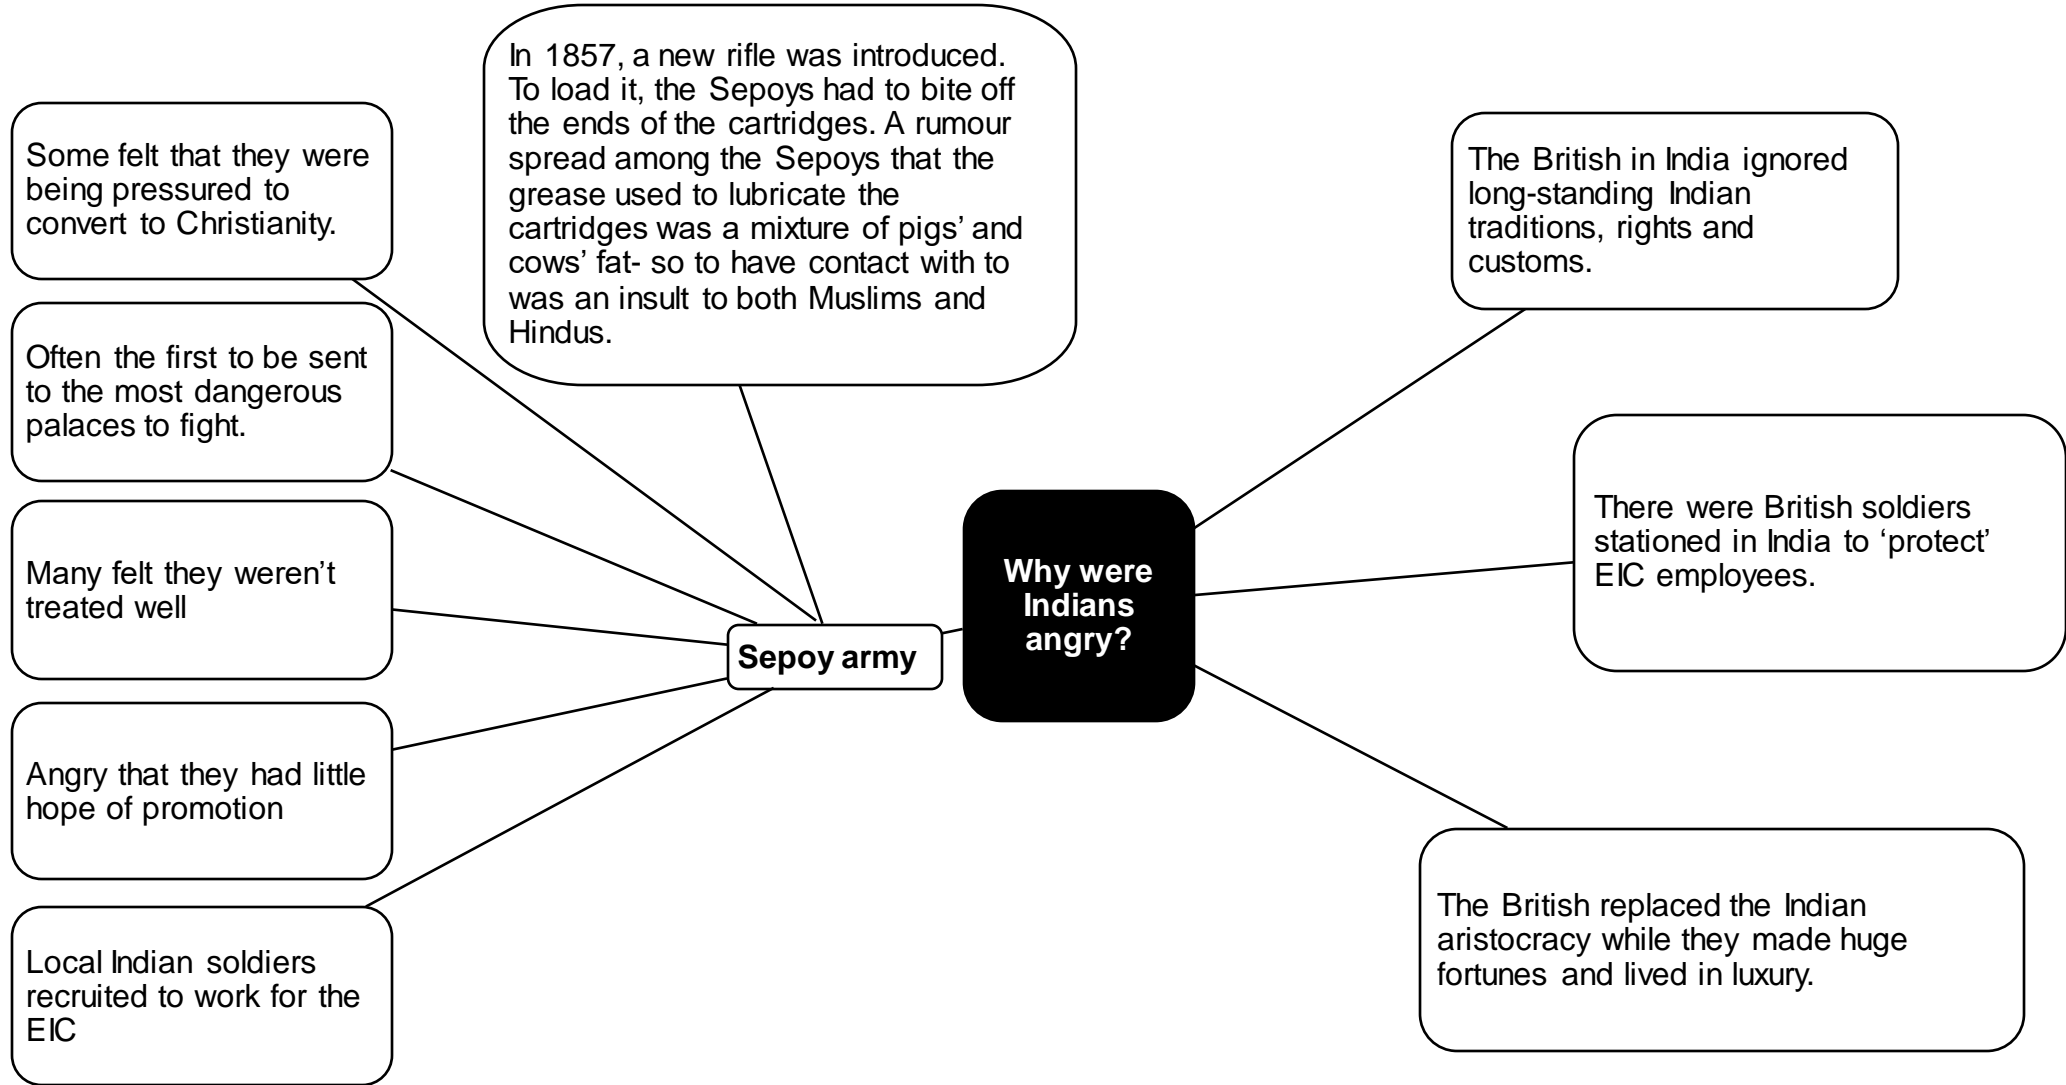 In 1857, a new rifle was introduced.
To load it, the Sepoys had to bite off
the ends of the cartridges. A rumour
spread among the Sepoys that the
grease used to lubricate the
cartridges was a mixture of pigs’ and
cows’ fat- so to have contact with to
was an insult to both Muslims and
Hindus.
Some felt that they were
being pressured to
convert to Christianity.
Often the first to be sent
to the most dangerous
palaces to fight.
Many felt they weren’t
treated well
Angry that they had little
hope of promotion
Local Indian soldiers
recruited to work for the
EIC
Sepoy army
Why were
Indians
angry?
The British in India ignored
long-standing Indian
traditions, rights and
customs.
There were British soldiers
stationed in India to ‘protect’
EIC employees.
The British replaced the Indian
aristocracy while they made huge
fortunes and lived in luxury.